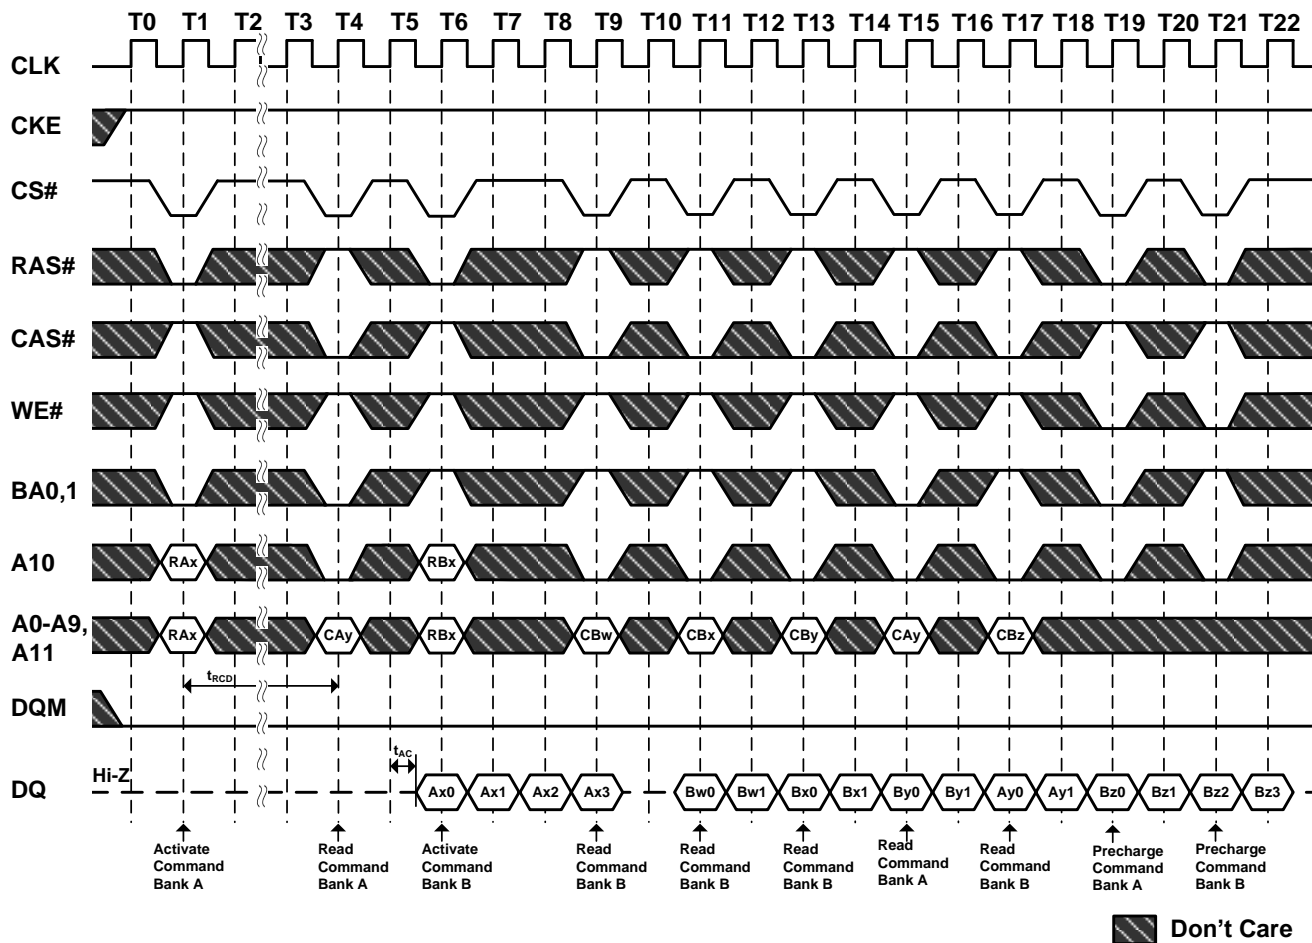 T0 T1 T2 T3 T4 T5 T6 T7 T8 T9 T10 T11 T12 T13 T14 T15 T16 T17 T18 T19 T20 T21 T22
CLK
CKE
CS#
RAS#
CAS#
WE#
BA0,1
A10
RAx RBx
A0-A9,
A11
RAx CAy RBx CBw CBx CBy CAy CBz
tRCD
DQM
tAC
Hi-Z
DQ
Ax0 Ax1 Ax2 Ax3 Bw0 Bw1 Bx0 Bx1 By0 By1 Ay0 Ay1 Bz0 Bz1 Bz2 Bz3
Activate
Command
Bank A
Read
Command
Bank A
Activate
Command
Bank B
Read
Command
Bank B
Read
Command
Bank B
Read
Command
Bank B
Read
Command
Bank A
Read
Command
Bank B
Precharge
Command
Bank A
Precharge
Command
Bank B
Don't Care